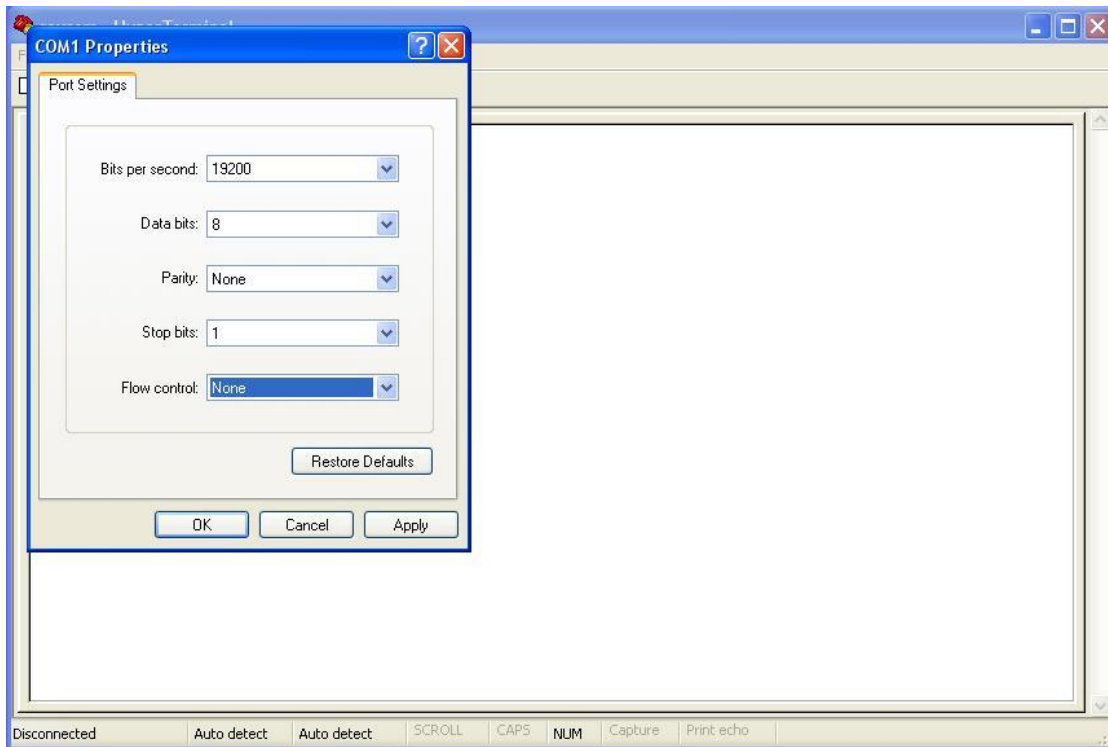 HyperTerminal
COM1 Properties
Port Settings
Bits per second: 19200
Data bits: 8
Parity: None
Stop bits: 1
Flow control: None
Restore Defaults
OK Cancel Apply
Disconnected Auto detect Auto detect SCROLL CAPS NUM Capture Print echo